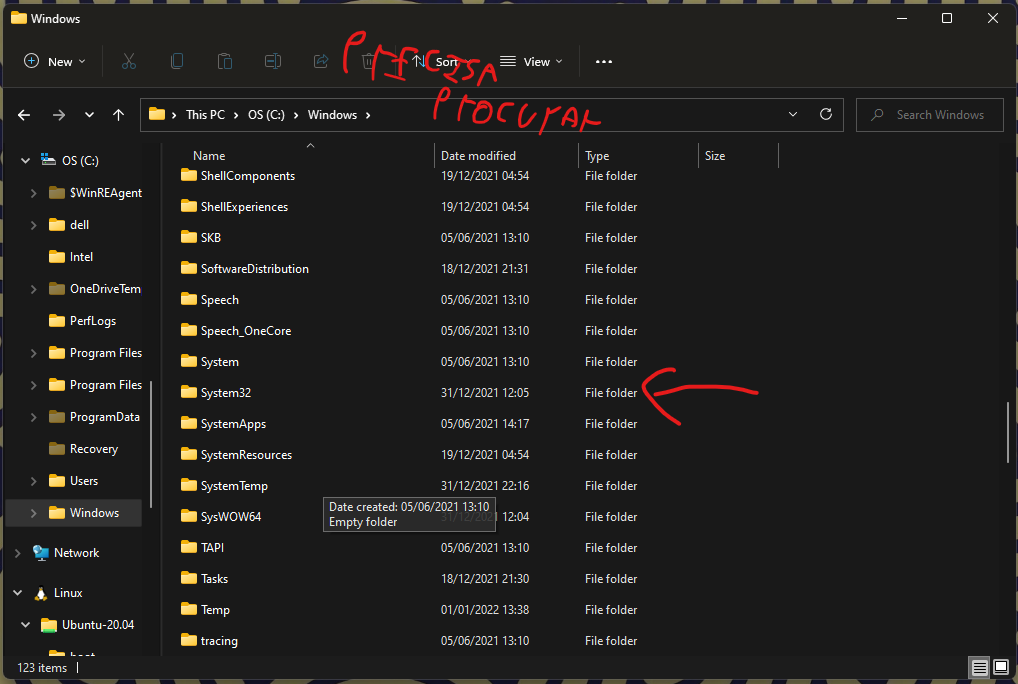 Windows
New
Sort
View
PrECISA
Procurar
This PC > OS (C:) > Windows >
Search Windows
Name Date modified Type Size
OS (C:)
$WinREAgent
dell
Intel
OneDriveTem
PerfLogs
Program Files
Program Files
ProgramData
Recovery
Users
Windows
Network
Linux
Ubuntu-20.04
boot
ShellComponents 19/12/2021 04:54 File folder
ShellExperiences 19/12/2021 04:54 File folder
SKB 05/06/2021 13:10 File folder
SoftwareDistribution 18/12/2021 21:31 File folder
Speech 05/06/2021 13:10 File folder
Speech_OneCore 05/06/2021 13:10 File folder
System 05/06/2021 13:10 File folder
System32 31/12/2021 12:05 File folder
SystemApps 05/06/2021 14:17 File folder
SystemResources 19/12/2021 04:54 File folder
SystemTemp 31/12/2021 22:16 File folder
Date created: 05/06/2021 13:10
Empty folder
SysWOW64 31/12/2021 12:04 File folder
TAPI 05/06/2021 13:10 File folder
Tasks 18/12/2021 21:30 File folder
Temp 01/01/2022 13:38 File folder
tracing 05/06/2021 13:10 File folder
123 items